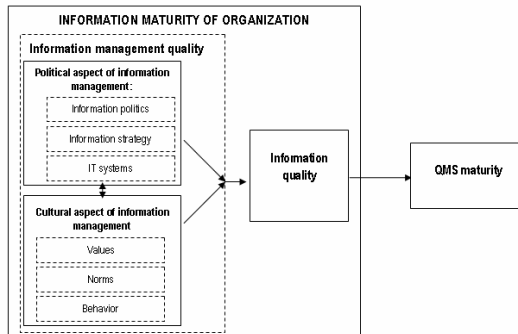 INFORMATION MATURITY OF ORGANIZATION
Information management quality
Political aspect of information
management:
Information politics
Information strategy
IT systems
Cultural aspect of information
management
Values
Norms
Behavior
Information
quality
QMS maturity